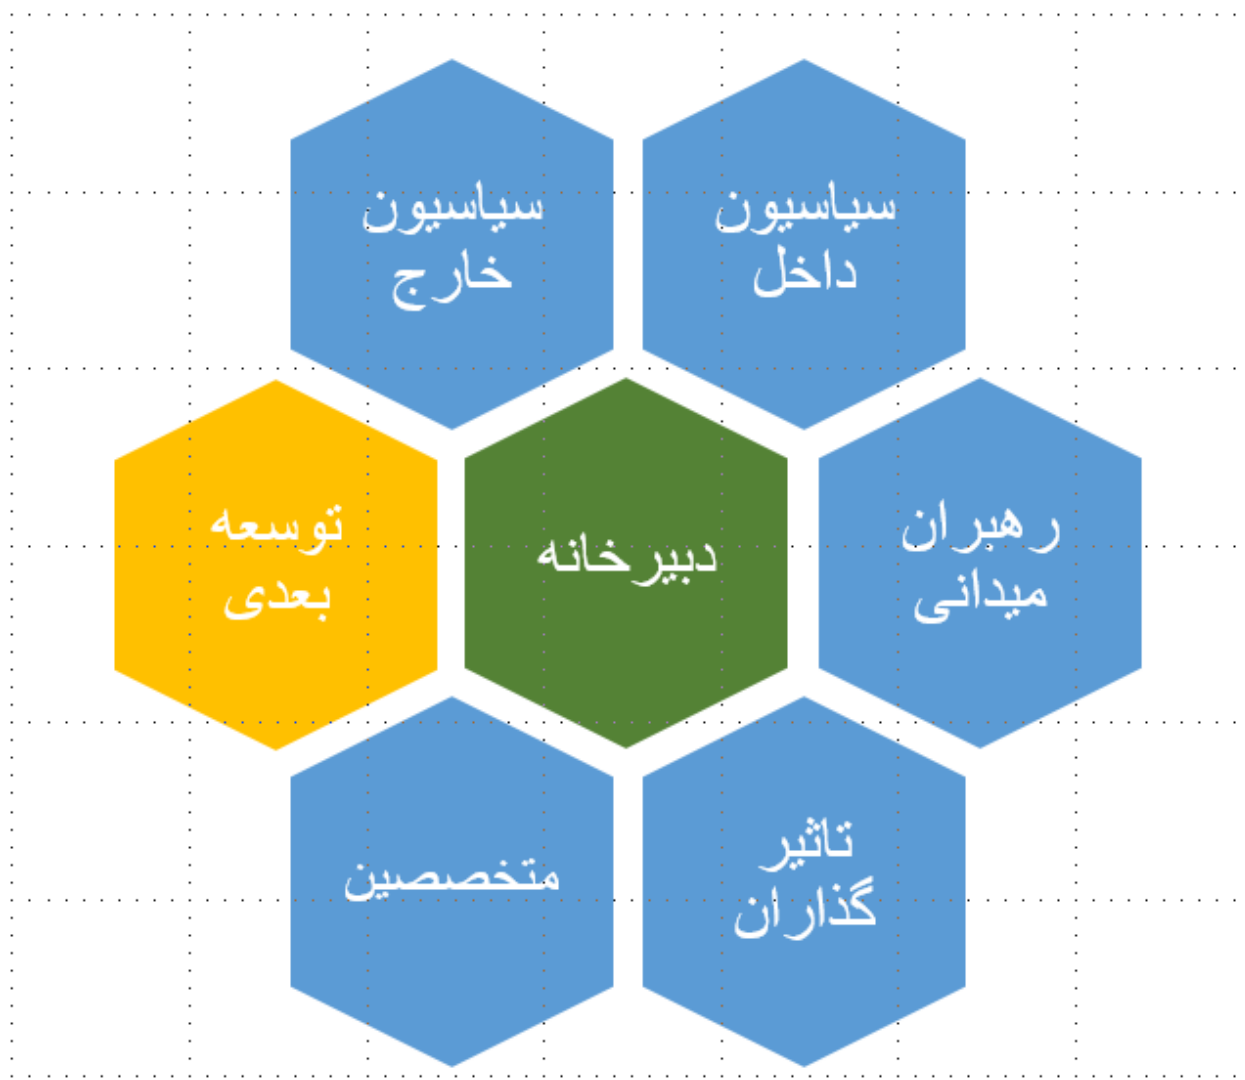 سیاسیون
داخل
سیاسیون
خارج
رهبران
میدانی
دبیرخانه
توسعه
بعدی
تاثیر
گذاران
متخصصین